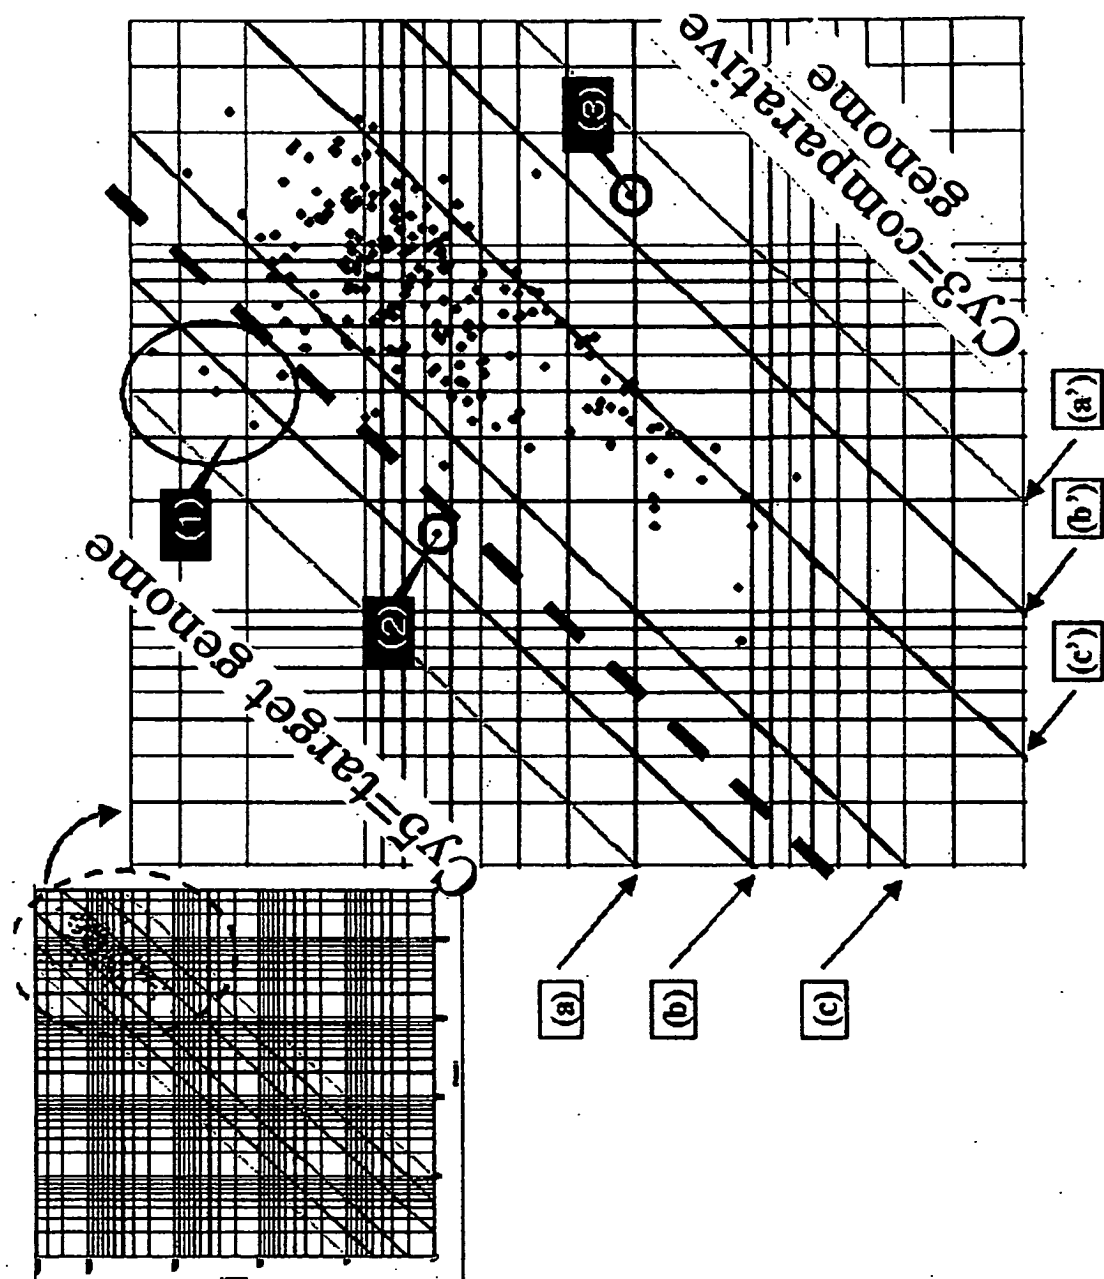 Cy5=target genome
Cy3=comparative
genome
(1)
(2)
(3)
(a)
(b)
(c)
(a')
(b')
(c')